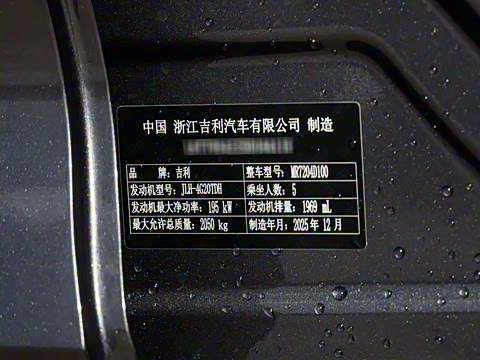 中国 浙江吉利汽车有限公司 制造
品 牌：吉利 整车型号：MR7204D100
发动机型号：JLH-4G20TDH 乘坐人数：5
发动机最大净功率：195 kW 发动机排量：1969 mL
最大允许总质量：2050 kg 制造年月：2025 年 12 月